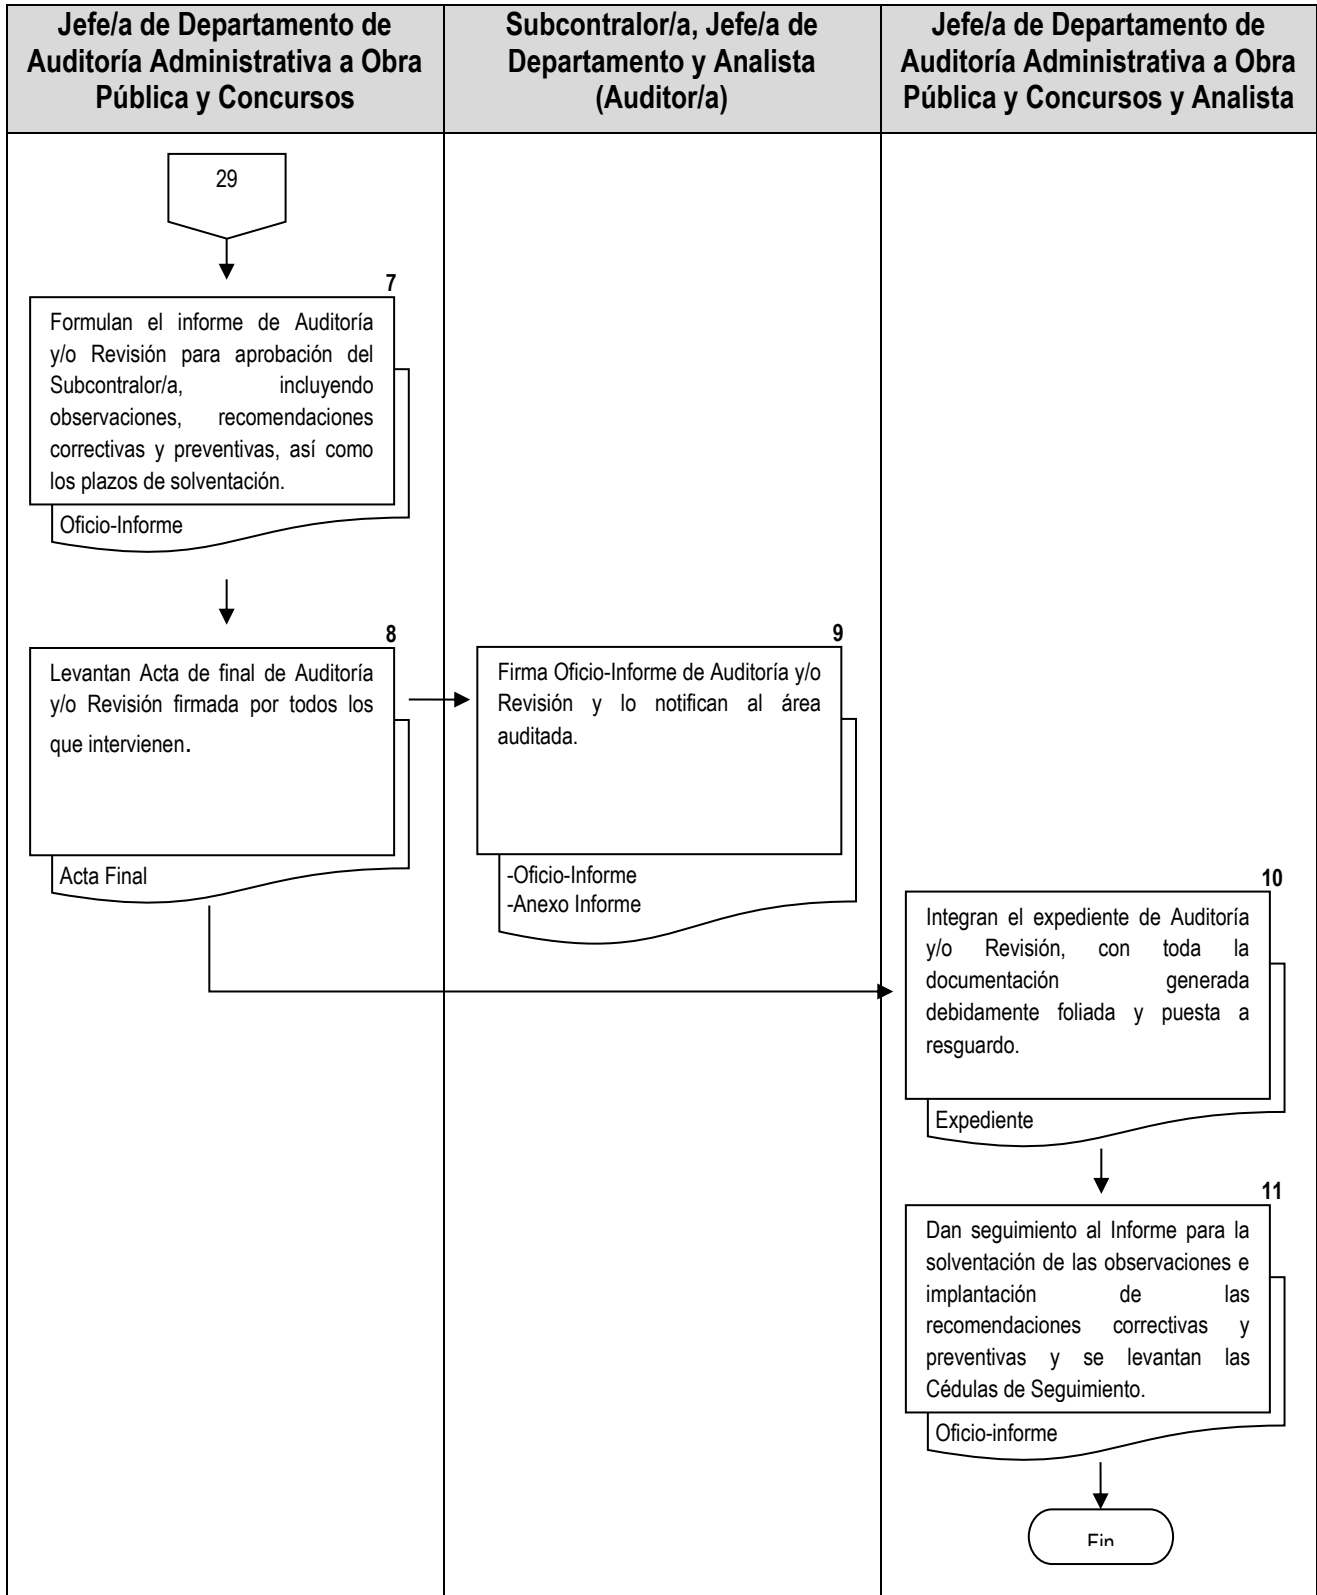 Jefe/a de Departamento de
Auditoría Administrativa a Obra
Pública y Concursos
Subcontralor/a, Jefe/a de
Departamento y Analista
(Auditor/a)
Jefe/a de Departamento de
Auditoría Administrativa a Obra
Pública y Concursos y Analista
29
7
Formulan el informe de Auditoría
y/o Revisión para aprobación del
Subcontralor/a, incluyendo
observaciones, recomendaciones
correctivas y preventivas, así como
los plazos de solventación.
Oficio-Informe
8
Levantan Acta de final de Auditoría
y/o Revisión firmada por todos los
que intervienen.
Acta Final
9
Firma Oficio-Informe de Auditoría y/o
Revisión y lo notifican al área
auditada.
-Oficio-Informe
-Anexo Informe
10
Integran el expediente de Auditoría
y/o Revisión, con toda la
documentación generada
debidamente foliada y puesta a
resguardo.
Expediente
11
Dan seguimiento al Informe para la
solventación de las observaciones e
implantación de las
recomendaciones correctivas y
preventivas y se levantan las
Cédulas de Seguimiento.
Oficio-informe
Fin